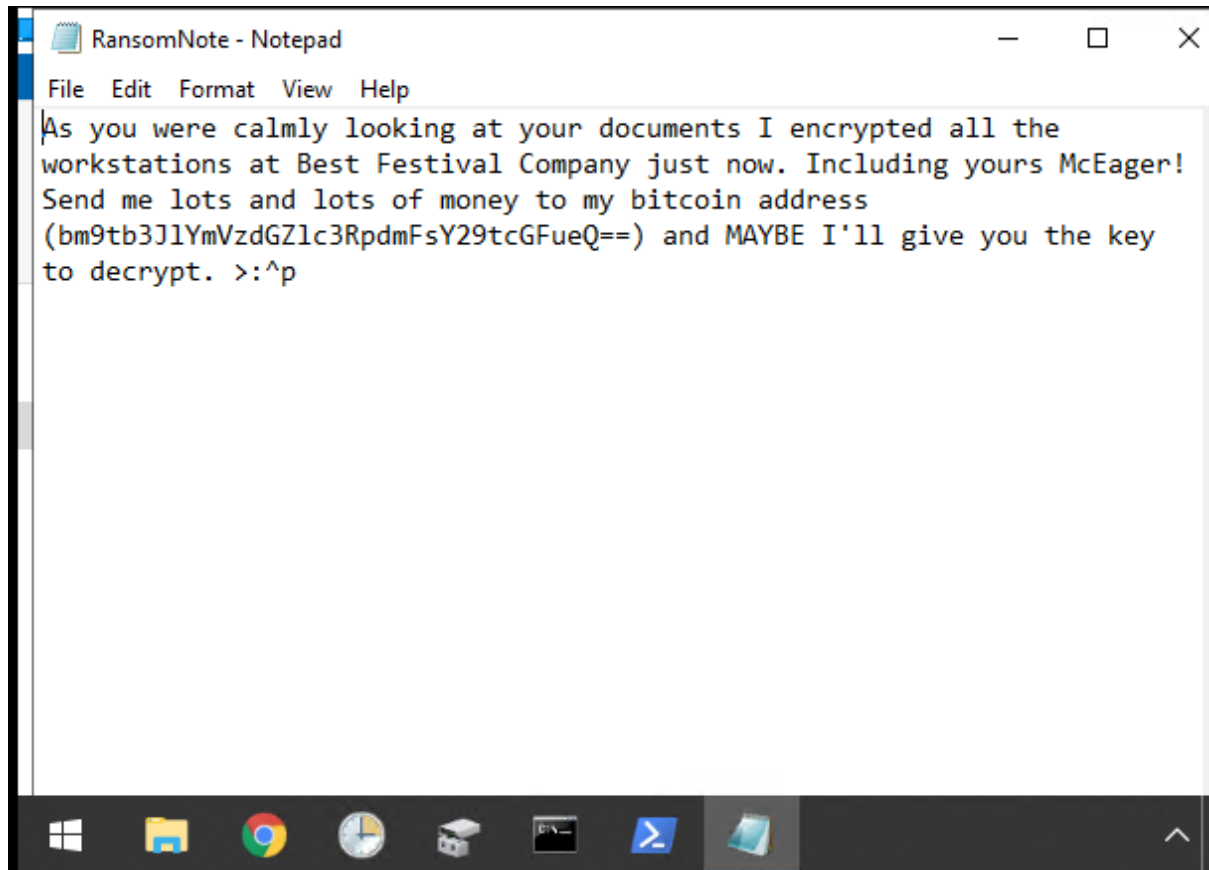 RansomNote - Notepad
File Edit Format View Help
As you were calmly looking at your documents I encrypted all the
workstations at Best Festival Company just now. Including yours McEager!
Send me lots and lots of money to my bitcoin address
(bm9tb3JlYmVzdGZlc3RpdmFsY29tcGFueQ==) and MAYBE I'll give you the key
to decrypt. >:^p